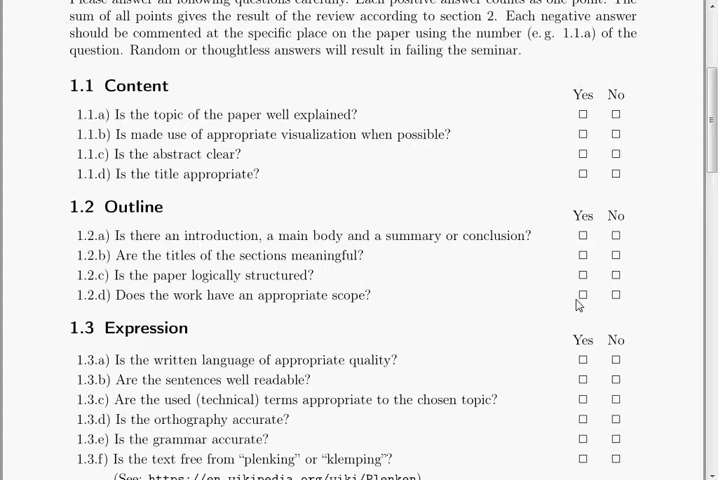 Please answer all following questions carefully. Each positive answer counts as one point. The
sum of all points gives the result of the review according to section 2. Each negative answer
should be commented at the specific place on the paper using the number (e. g. 1.1.a) of the
question. Random or thoughtless answers will result in failing the seminar.
1.1 Content
Yes No
1.1.a) Is the topic of the paper well explained? □ □
1.1.b) Is made use of appropriate visualization when possible? □ □
1.1.c) Is the abstract clear? □ □
1.1.d) Is the title appropriate? □ □
1.2 Outline
Yes No
1.2.a) Is there an introduction, a main body and a summary or conclusion? □ □
1.2.b) Are the titles of the sections meaningful? □ □
1.2.c) Is the paper logically structured? □ □
1.2.d) Does the work have an appropriate scope? □ □
1.3 Expression
Yes No
1.3.a) Is the written language of appropriate quality? □ □
1.3.b) Are the sentences well readable? □ □
1.3.c) Are the used (technical) terms appropriate to the chosen topic? □ □
1.3.d) Is the orthography accurate? □ □
1.3.e) Is the grammar accurate? □ □
1.3.f) Is the text free from “plenking” or “klemping”? □ □
(See: https://en.wikipedia.org/wiki/Plenken)